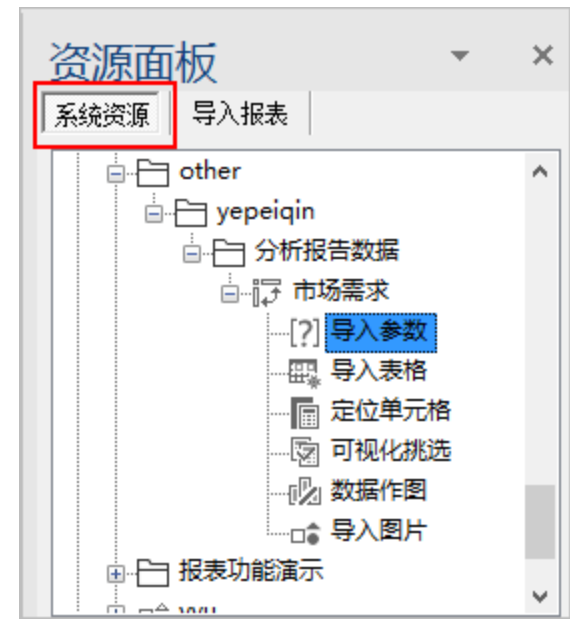 资源面板
系统资源 导入报表
other
yepeiqin
分析报告数据
市场需求
[?] 导入参数
导入表格
定位单元格
可视化挑选
数据作图
导入图片
报表功能演示